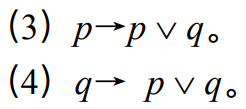 (3) p→p∨q。
(4) q→ p∨q。